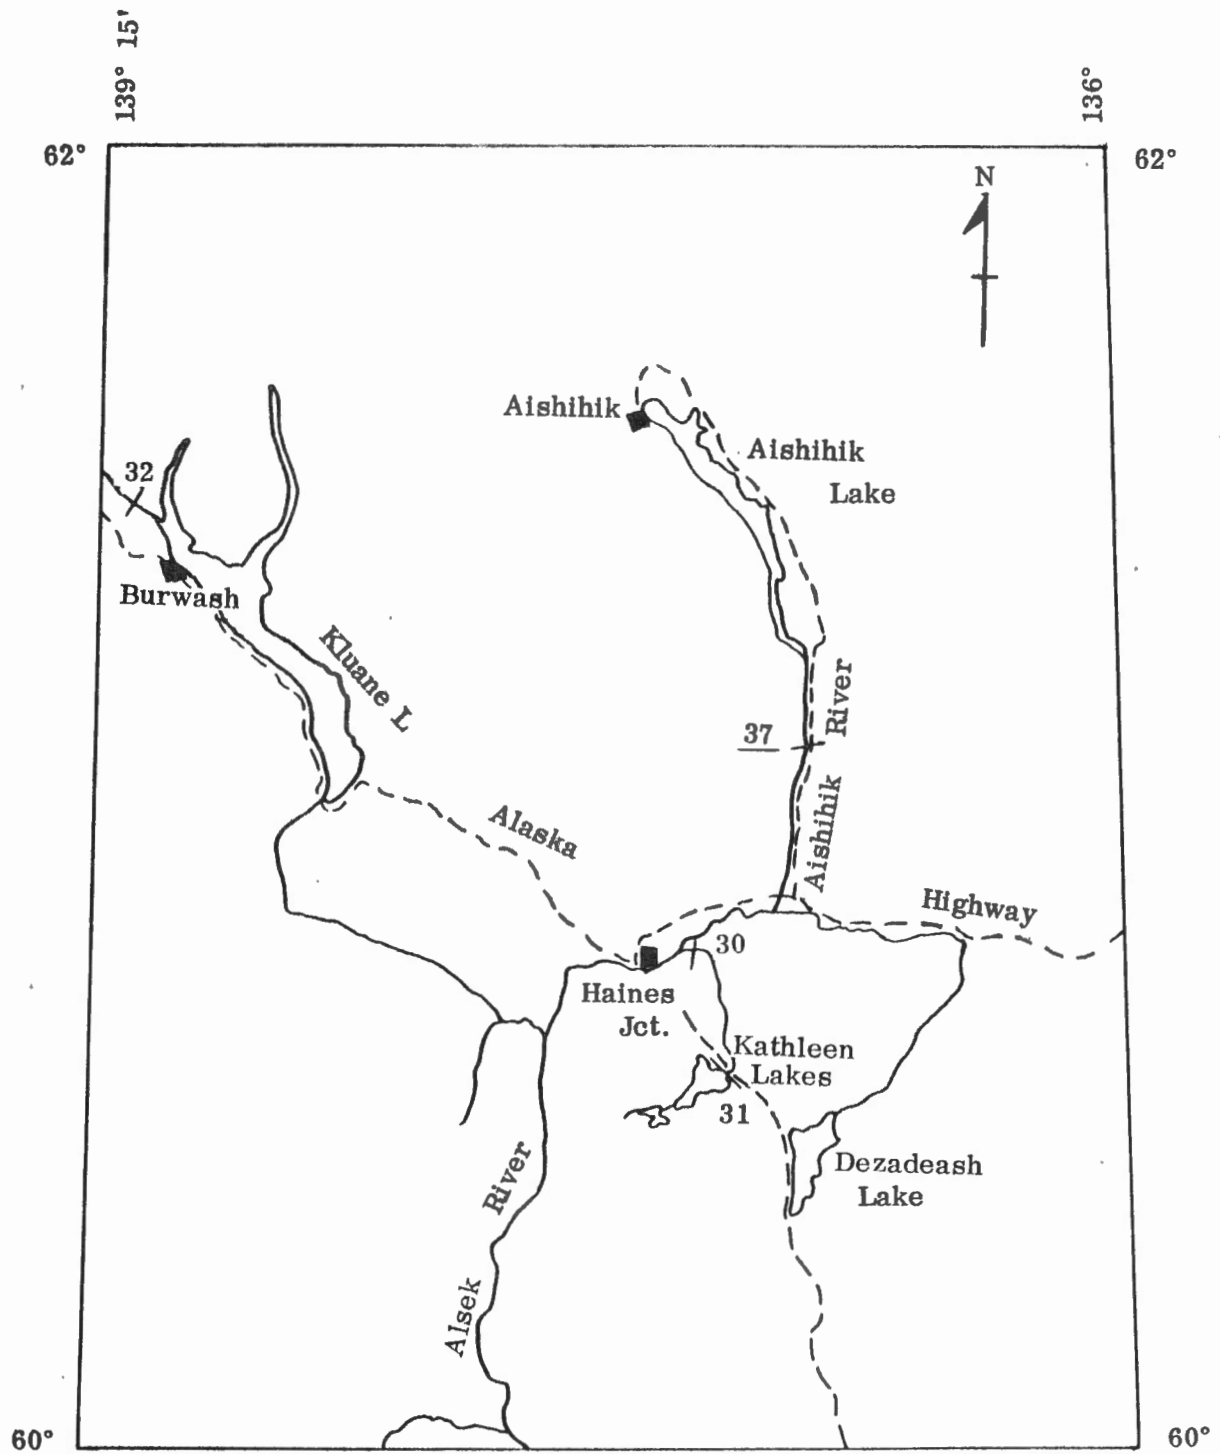 139° 15'
136°
62°
62°
N
Aishihik
Aishihik
Lake
32
Burwash
Kluane L
River
37
Aishihik
Alaska
Highway
30
Haines
Jct.
Kathleen
Lakes
31
Dezadeash
Lake
River
Alsek
60°
60°